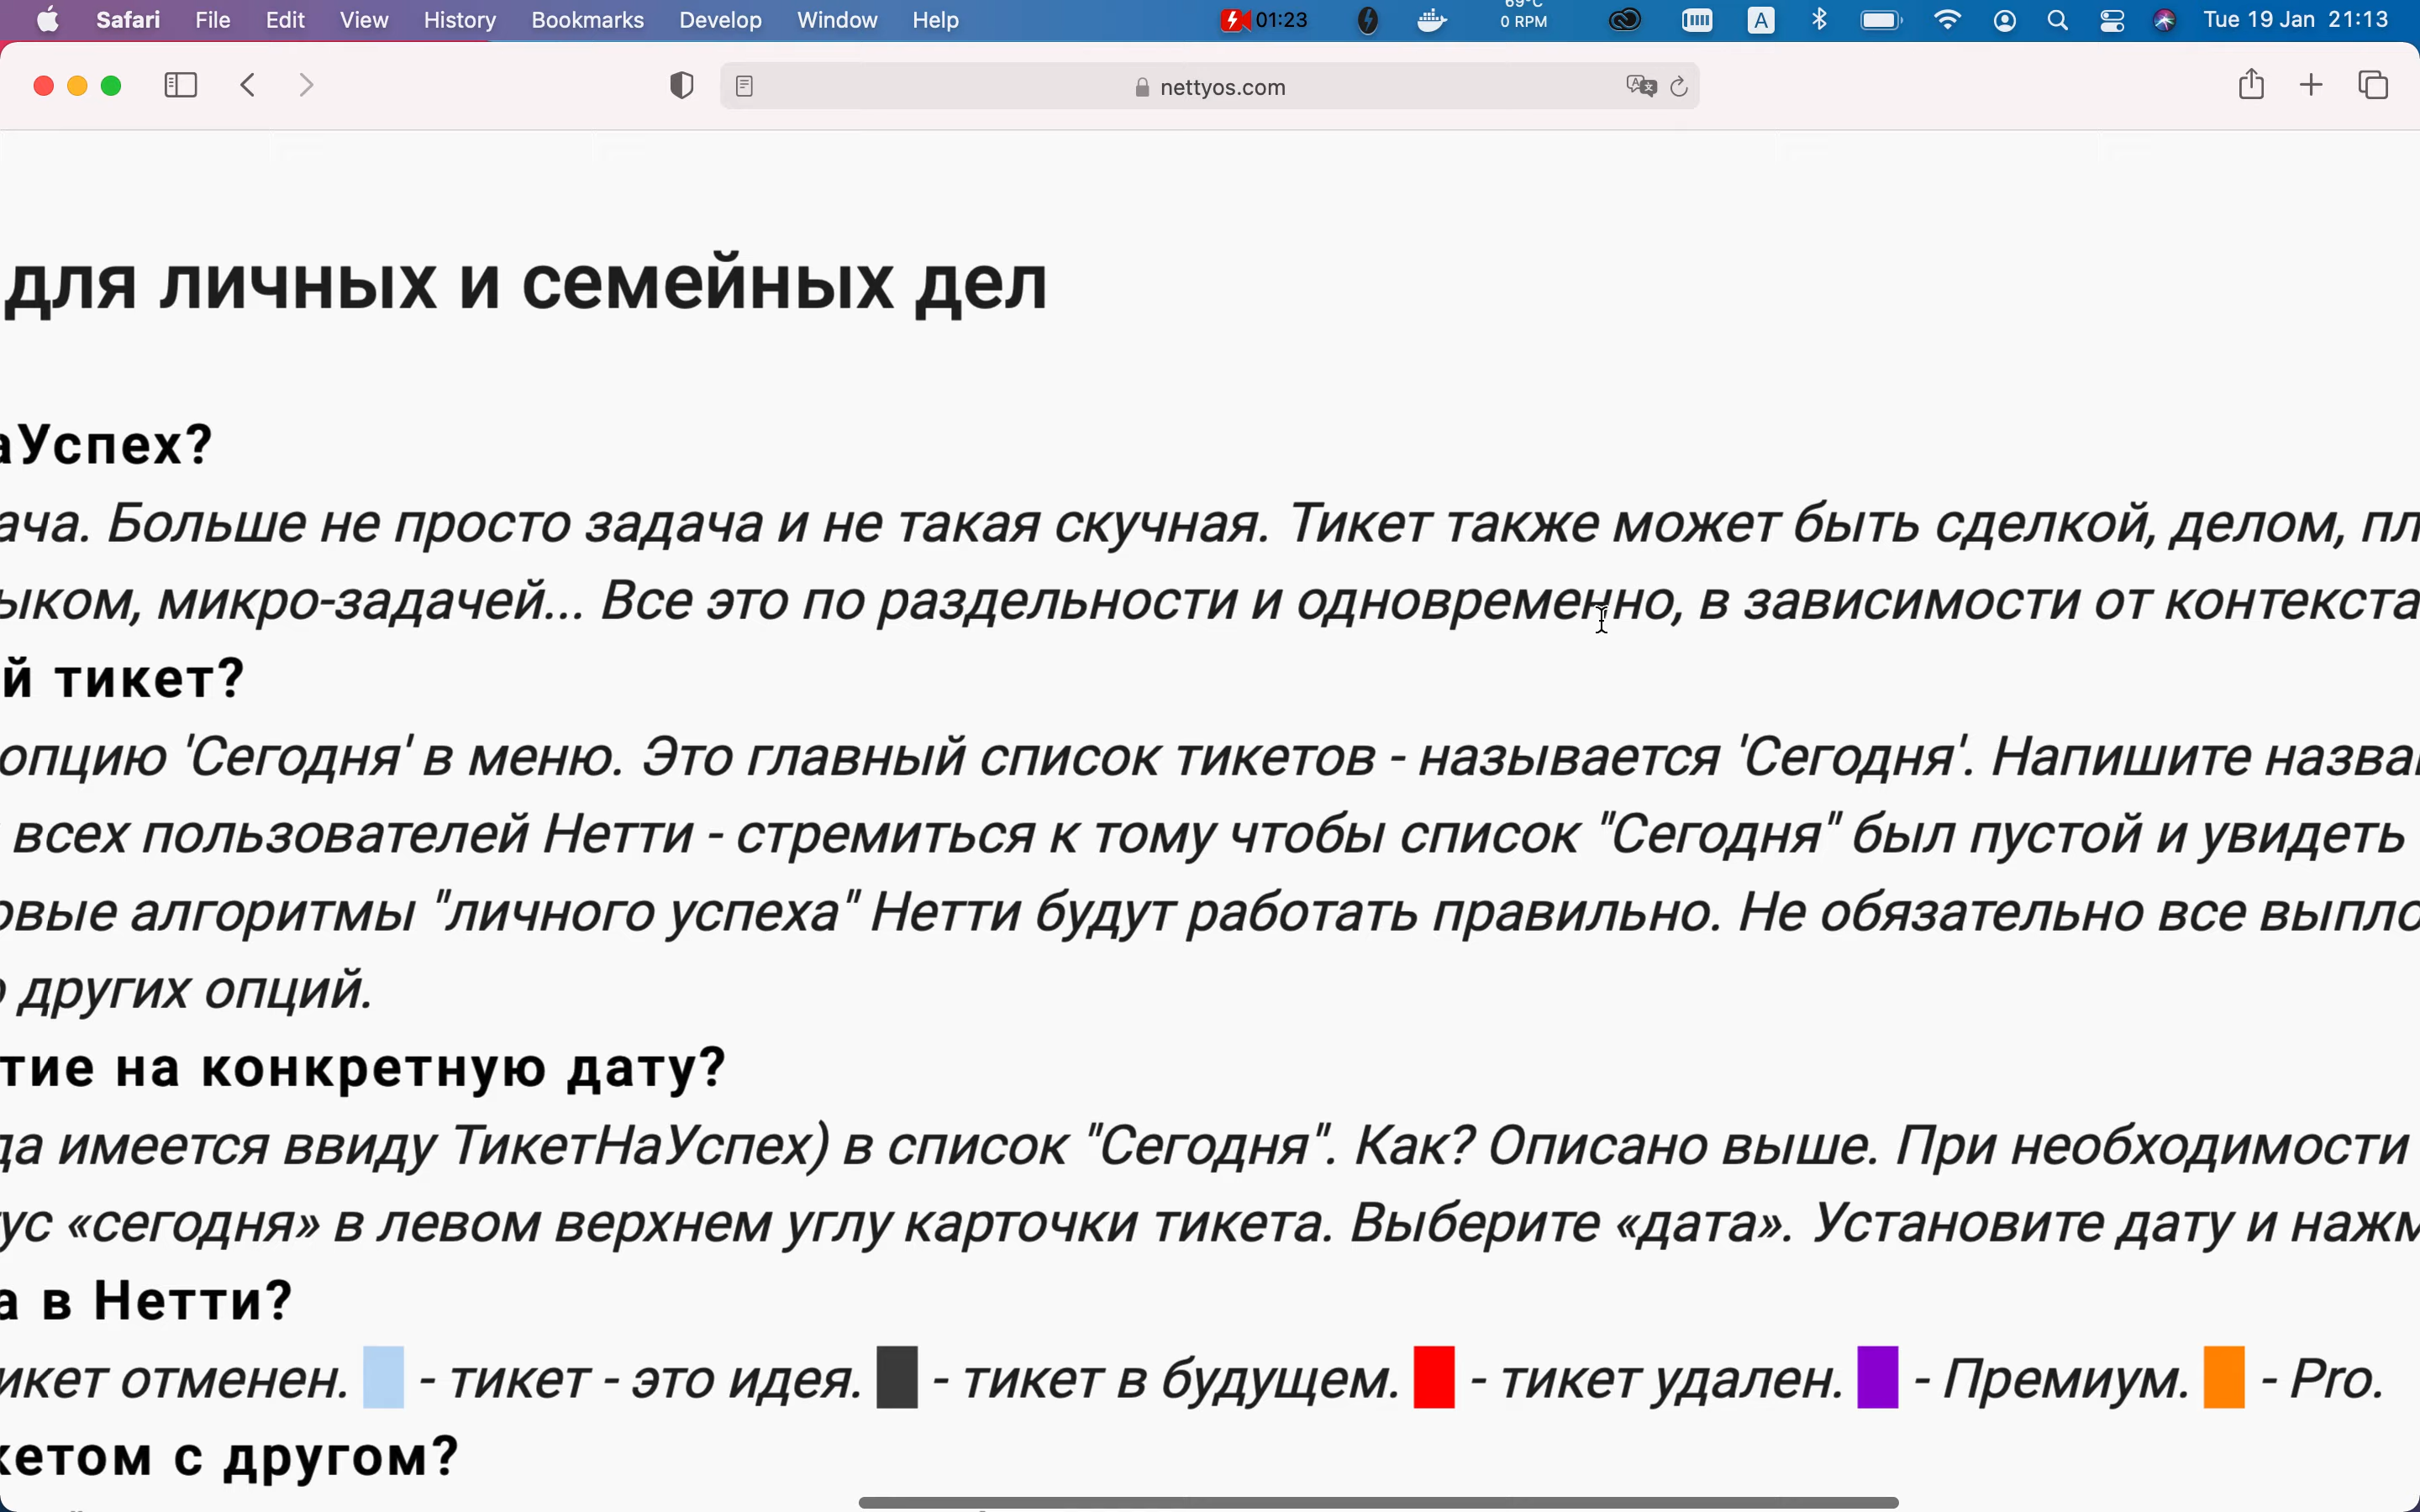 Safari File Edit View History Bookmarks Develop Window Help 01:23 0 RPM A Tue 19 Jan 21:13
nettyos.com
для личных и семейных дел
аУспех?
ача. Больше не просто задача и не такая скучная. Тикет также может быть сделкой, делом, пл
ыком, микро-задачей... Все это по раздельности и одновременно, в зависимости от контекста
й тикет?
опцию 'Сегодня' в меню. Это главный список тикетов - называется 'Сегодня'. Напишите назва
всех пользователей Нетти - стремиться к тому чтобы список "Сегодня" был пустой и увидеть
овые алгоритмы "личного успеха" Нетти будут работать правильно. Не обязательно все выпло
других опций.
тие на конкретную дату?
да имеется ввиду ТикетНаУспех) в список "Сегодня". Как? Описано выше. При необходимости
ус «сегодня» в левом верхнем углу карточки тикета. Выберите «дата». Установите дату и нажм
а в Нетти?
икет отменен. - тикет - это идея. - тикет в будущем. - тикет удален. - Премиум. - Pro.
кетом с другом?